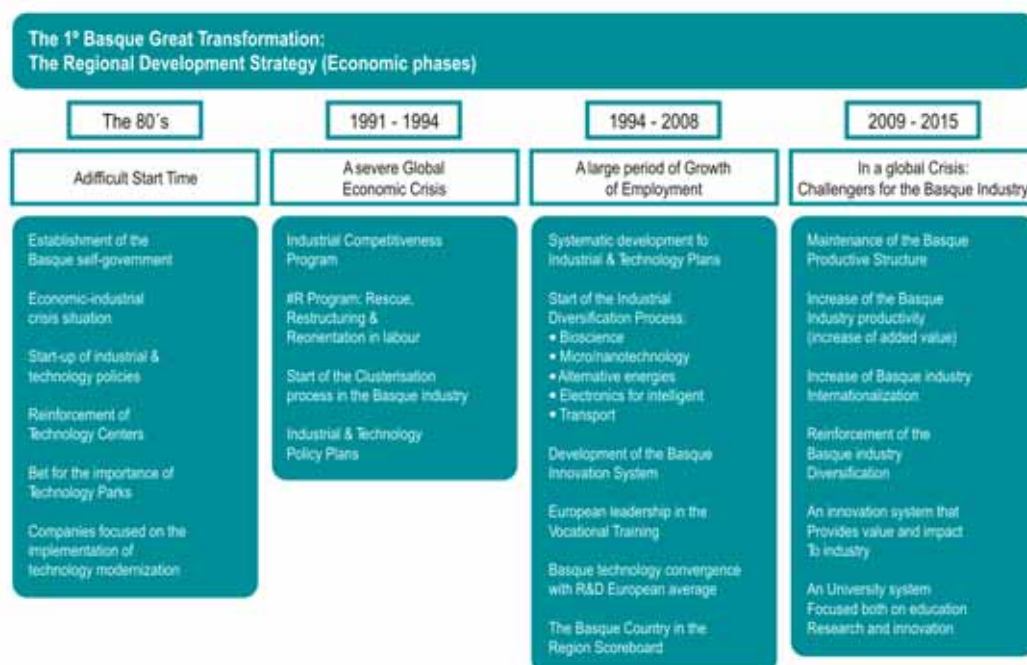 The 1º Basque Great Transformation:
The Regional Development Strategy (Economic phases)
The 80´s
Adifficult Start Time
Establishment of the
Basque self-government
Economic-industrial
crisis situation
Start-up of industrial &
technology policies
Reinforcement of
Technology Centers
Bet for the importance of
Technology Parks
Companies focused on the
implementation of
technology modernization
1991 - 1994
A severe Global
Economic Crisis
Industrial Competitiveness
Program
#R Program: Rescue,
Restructuring &
Reorientation in labour
Start of the Clusterisation
process in the Basque industry
Industrial & Technology
Policy Plans
1994 - 2008
A large period of Growth
of Employment
Systematic development fo
Industrial & Technology Plans
Start of the Industrial
Diversification Process:
• Bioscience
• Micro/nanotechnology
• Alternative energies
• Electronics for intelligent
• Transport
Development of the Basque
Innovation System
European leadership in the
Vocational Training
Basque technology convergence
with R&D European average
The Basque Country in the
Region Scoreboard
2009 - 2015
In a global Crisis:
Challengers for the Basque Industry
Maintenance of the Basque
Productive Structure
Increase of the Basque
Industry productivity
(increase of added value)
Increase of Basque industry
Internationalization
Reinforcement of the
Basque industry
Diversification
An innovation system that
Provides value and impact
To industry
An University system
Focused both on education
Research and innovation